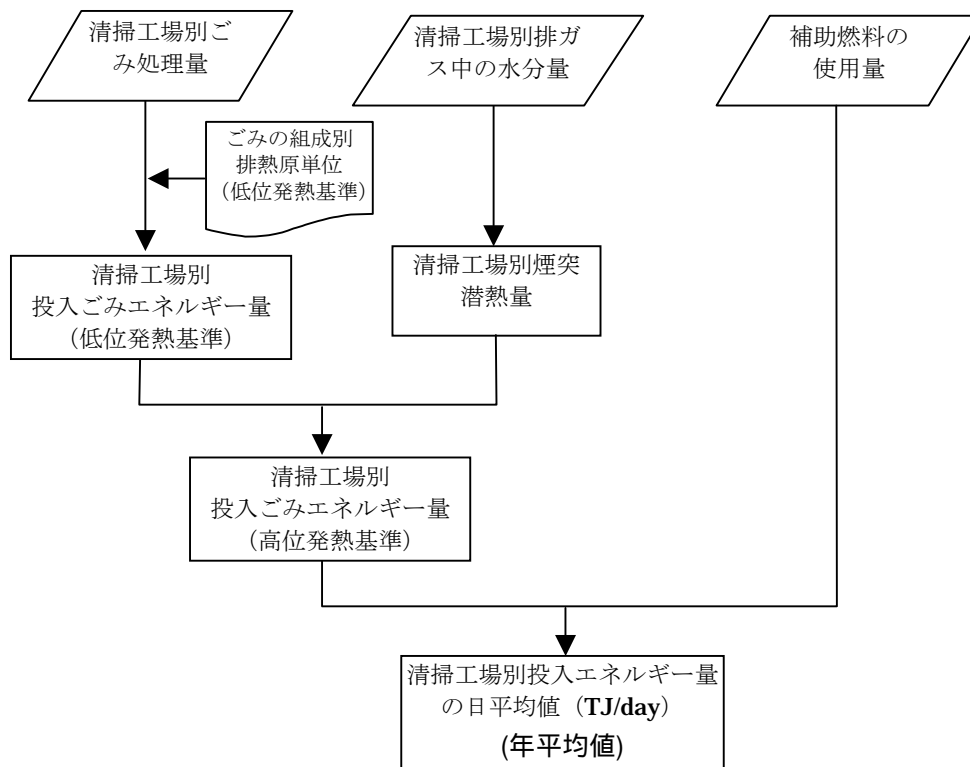 清掃工場別ご
み処理量
清掃工場別排ガ
ス中の水分量
補助燃料の
使用量
ごみの組成別
排熱原単位
（低位発熱基準）
清掃工場別
投入ごみエネルギー量
（低位発熱基準）
清掃工場別煙突
潜熱量
清掃工場別
投入ごみエネルギー量
（高位発熱基準）
清掃工場別投入エネルギー量
の日平均値（TJ/day）
(年平均値)